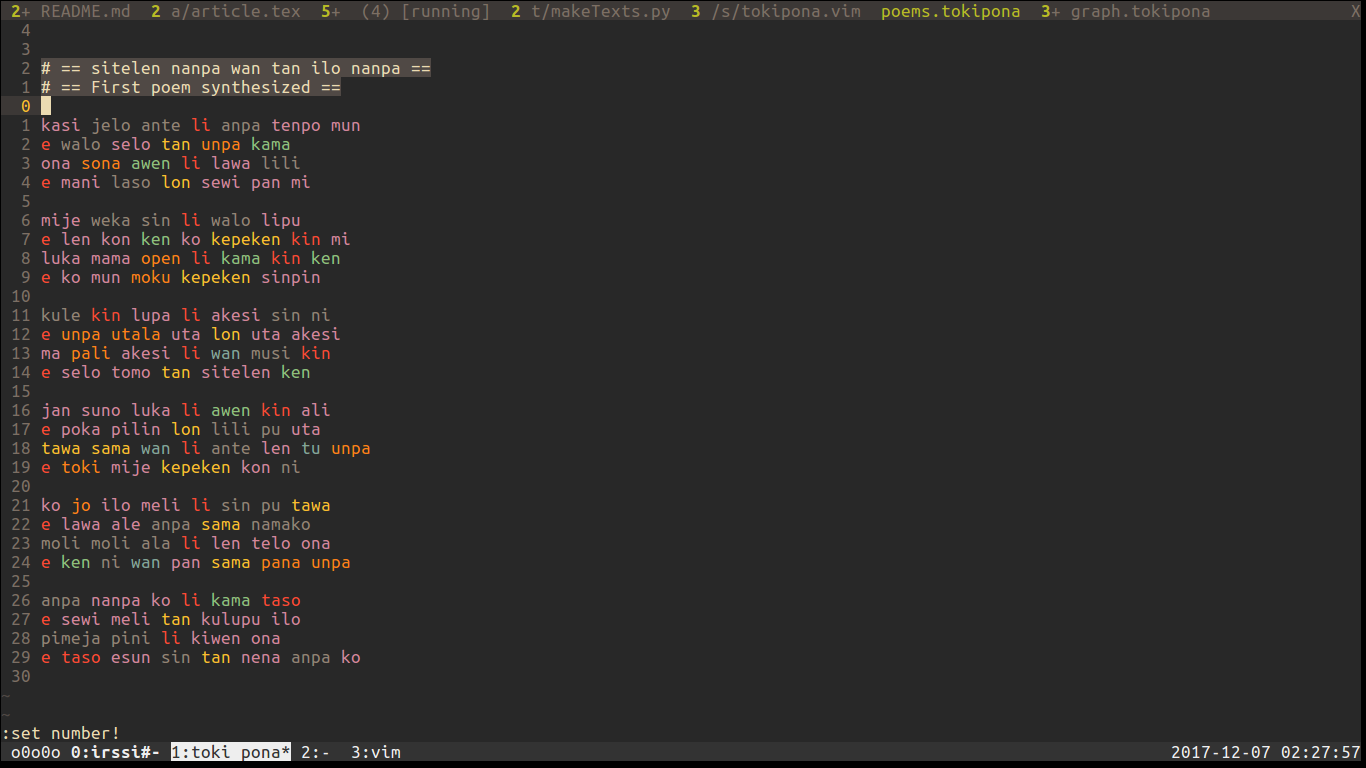 2+ README.md 2 a/article.tex 5+ (4) [running] 2 t/makeTexts.py 3 /s/tokipona.vim poems.tokipona 3+ graph.tokipona X
4
3
2 # == sitelen nanpa wan tan ilo nanpa ==
1 # == First poem synthesized ==
0
1 kasi jelo ante li anpa tenpo mun
2 e walo selo tan unpa kama
3 ona sona awen li lawa lili
4 e mani laso lon sewi pan mi
5
6 mije weka sin li walo lipu
7 e len kon ken ko kepeken kin mi
8 luka mama open li kama kin ken
9 e ko mun moku kepeken sinpin
10
11 kule kin lupa li akesi sin ni
12 e unpa utala uta lon uta akesi
13 ma pali akesi li wan musi kin
14 e selo tomo tan sitelen ken
15
16 jan suno luka li awen kin ali
17 e poka pilin lon lili pu uta
18 tawa sama wan li ante len tu unpa
19 e toki mije kepeken kon ni
20
21 ko jo ilo meli li sin pu tawa
22 e lawa ale anpa sama namako
23 moli moli ala li len telo ona
24 e ken ni wan pan sama pana unpa
25
26 anpa nanpa ko li kama taso
27 e sewi meli tan kulupu ilo
28 pimeja pini li kiwen ona
29 e taso esun sin tan nena anpa ko
30
~
~
:set number!
o0o0o 0:irssi#- 1:toki pona* 2:- 3:vim 2017-12-07 02:27:57